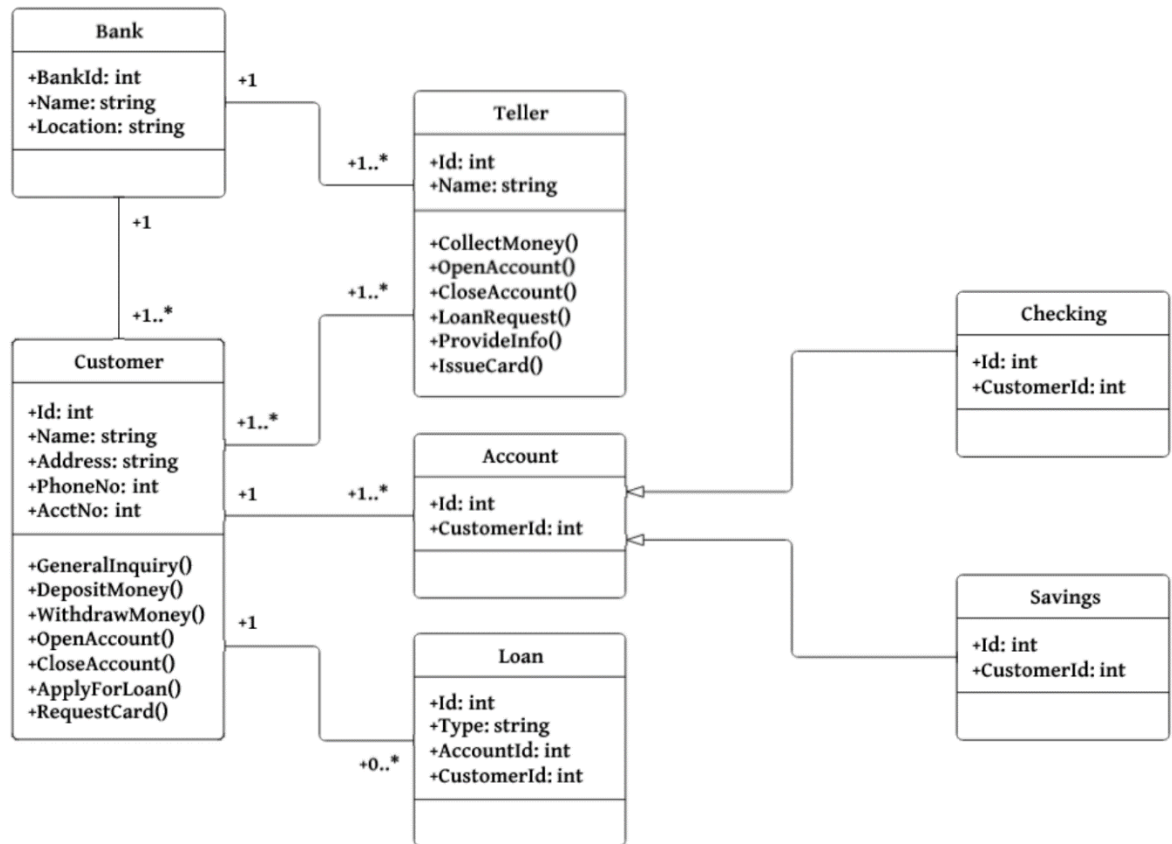 Bank
+BankId: int
+Name: string
+Location: string
+1
+1..*
Teller
+Id: int
+Name: string
+CollectMoney()
+OpenAccount()
+CloseAccount()
+LoanRequest()
+ProvideInfo()
+IssueCard()
+1
+1..*
+1..*
+1..*
Customer
+Id: int
+Name: string
+Address: string
+PhoneNo: int
+AcctNo: int
+GeneralInquiry()
+DepositMoney()
+WithdrawMoney()
+OpenAccount()
+CloseAccount()
+ApplyForLoan()
+RequestCard()
+1
+1..*
Account
+Id: int
+CustomerId: int
+1
+0..*
Loan
+Id: int
+Type: string
+AccountId: int
+CustomerId: int
Checking
+Id: int
+CustomerId: int
Savings
+Id: int
+CustomerId: int